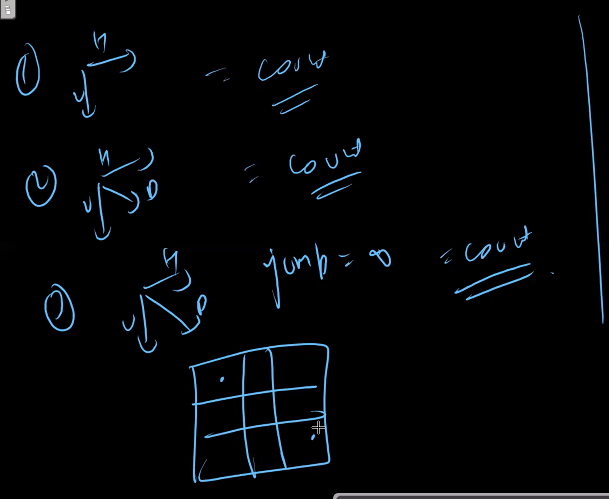 ① H
V = count
② H
V D = count
③ H jump = ∞ = count
V D